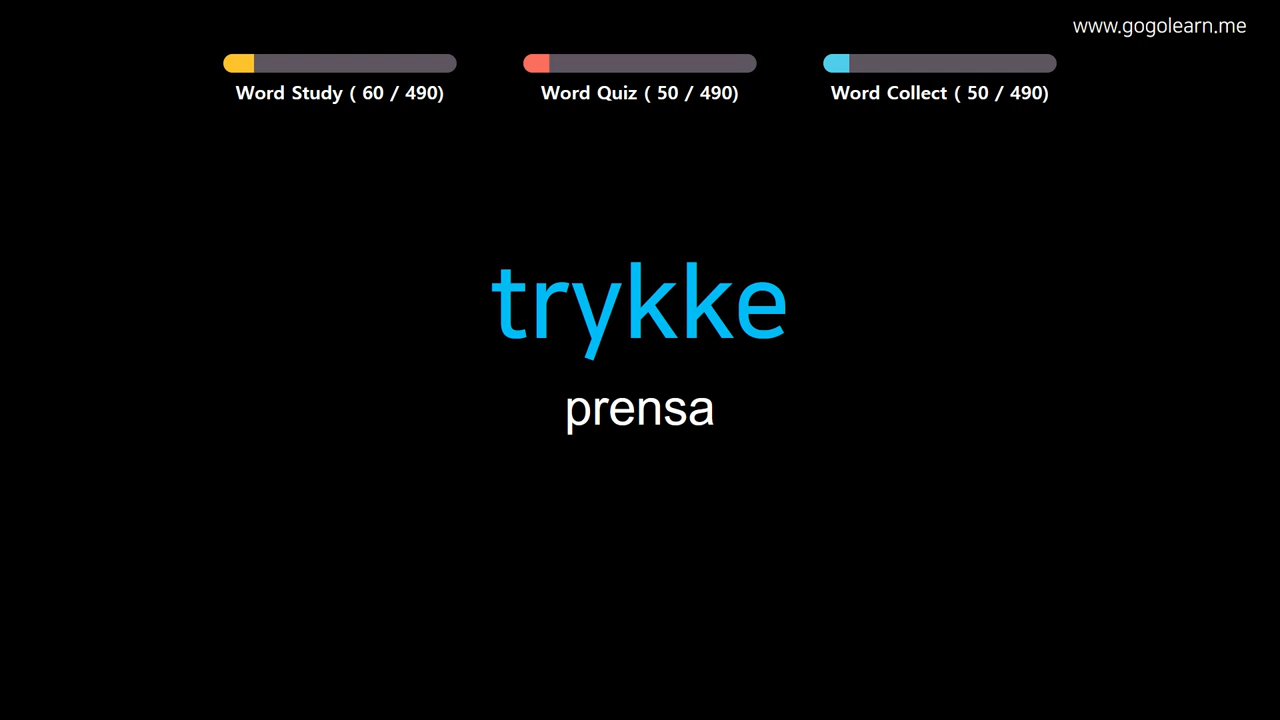 www.gogolearn.me
Word Study ( 60 / 490)
Word Quiz ( 50 / 490)
Word Collect ( 50 / 490)
trykke
prensa